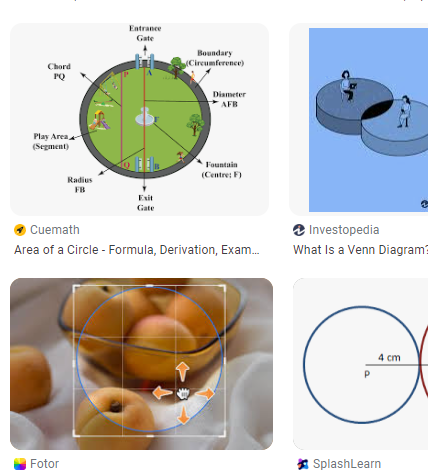 Entrance
Gate
Boundary
(Circumference)
Chord
PQ
P
A
Diameter
AFB
F
Play Area
(Segment)
Q
B
Fountain
(Centre; F)
Radius
FB
Exit
Gate
Cuemath
Area of a Circle - Formula, Derivation, Exam...
Investopedia
What Is a Venn Diagram?
4 cm
P
Fotor
SplashLearn